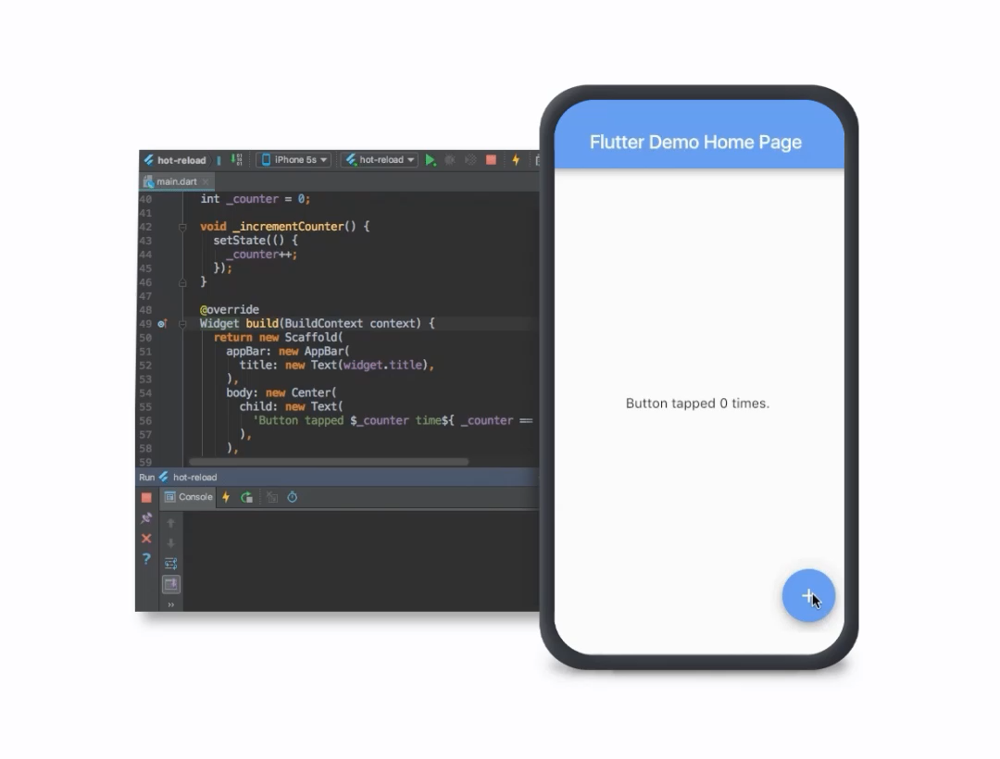 hot-reload
iPhone 5s
hot-reload
main.dart
40 int _counter = 0;
41
42 void _incrementCounter() {
43 setState(() {
44 _counter++;
45 });
46 }
47
48 @override
49 Widget build(BuildContext context) {
50 return new Scaffold(
51 appBar: new AppBar(
52 title: new Text(widget.title),
53 ),
54 body: new Center(
55 child: new Text(
56 'Button tapped $_counter time${ _counter ==
57 ),
58 ),
59
Run hot-reload
Console
?
Flutter Demo Home Page
Button tapped 0 times.
+